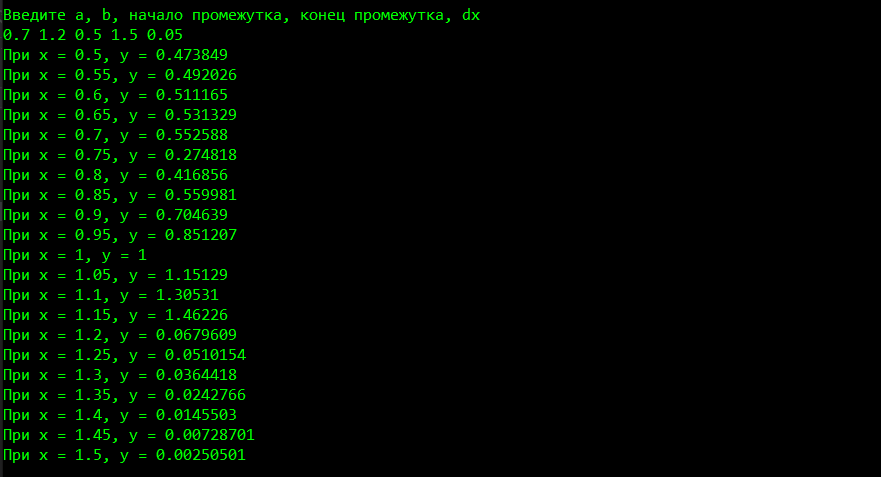 Введите a, b, начало промежутка, конец промежутка, dx
0.7 1.2 0.5 1.5 0.05
При x = 0.5, y = 0.473849
При x = 0.55, y = 0.492026
При x = 0.6, y = 0.511165
При x = 0.65, y = 0.531329
При x = 0.7, y = 0.552588
При x = 0.75, y = 0.274818
При x = 0.8, y = 0.416856
При x = 0.85, y = 0.559981
При x = 0.9, y = 0.704639
При x = 0.95, y = 0.851207
При x = 1, y = 1
При x = 1.05, y = 1.15129
При x = 1.1, y = 1.30531
При x = 1.15, y = 1.46226
При x = 1.2, y = 0.0679609
При x = 1.25, y = 0.0510154
При x = 1.3, y = 0.0364418
При x = 1.35, y = 0.0242766
При x = 1.4, y = 0.0145503
При x = 1.45, y = 0.00728701
При x = 1.5, y = 0.00250501